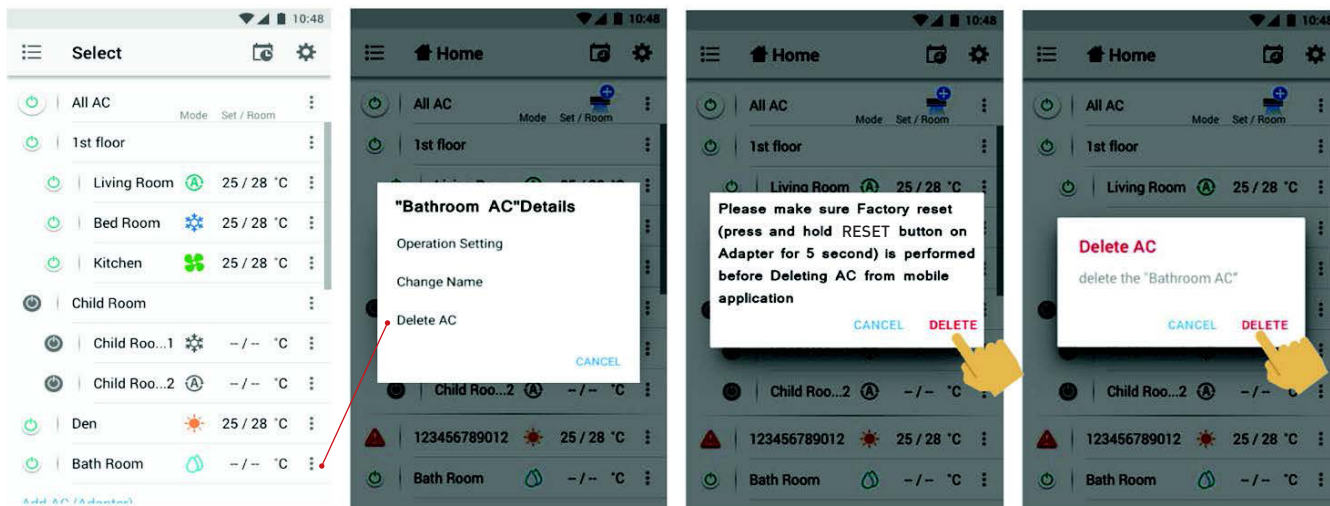 10:48
Select
All AC
Mode Set / Room
1st floor
Living Room 25 / 28 °C
Bed Room 25 / 28 °C
Kitchen 25 / 28 °C
Child Room
Child Roo...1 -- / -- °C
Child Roo...2 -- / -- °C
Den 25 / 28 °C
Bath Room -- / -- °C
Add AC (Adapter)
10:48
Home
All AC
Mode Set / Room
1st floor
"Bathroom AC"Details
Operation Setting
Change Name
Delete AC
CANCEL
Child Roo...2 -- / -- °C
123456789012 25 / 28 °C
Bath Room -- / -- °C
10:48
Home
All AC
Mode Set / Room
1st floor
Living Room 25 / 28 °C
Please make sure Factory reset
(press and hold RESET button on
Adapter for 5 second) is performed
before Deleting AC from mobile
application
CANCEL DELETE
Child Roo...2 -- / --
123456789012 25 / 28 °C
Bath Room -- / -- °C
10:48
Home
All AC
Mode Set / Room
1st floor
Living Room 25 / 28 °C
Delete AC
delete the "Bathroom AC"
CANCEL DELETE
Child Roo...2 -- / --
123456789012 25 / 28 °C
Bath Room -- / -- °C